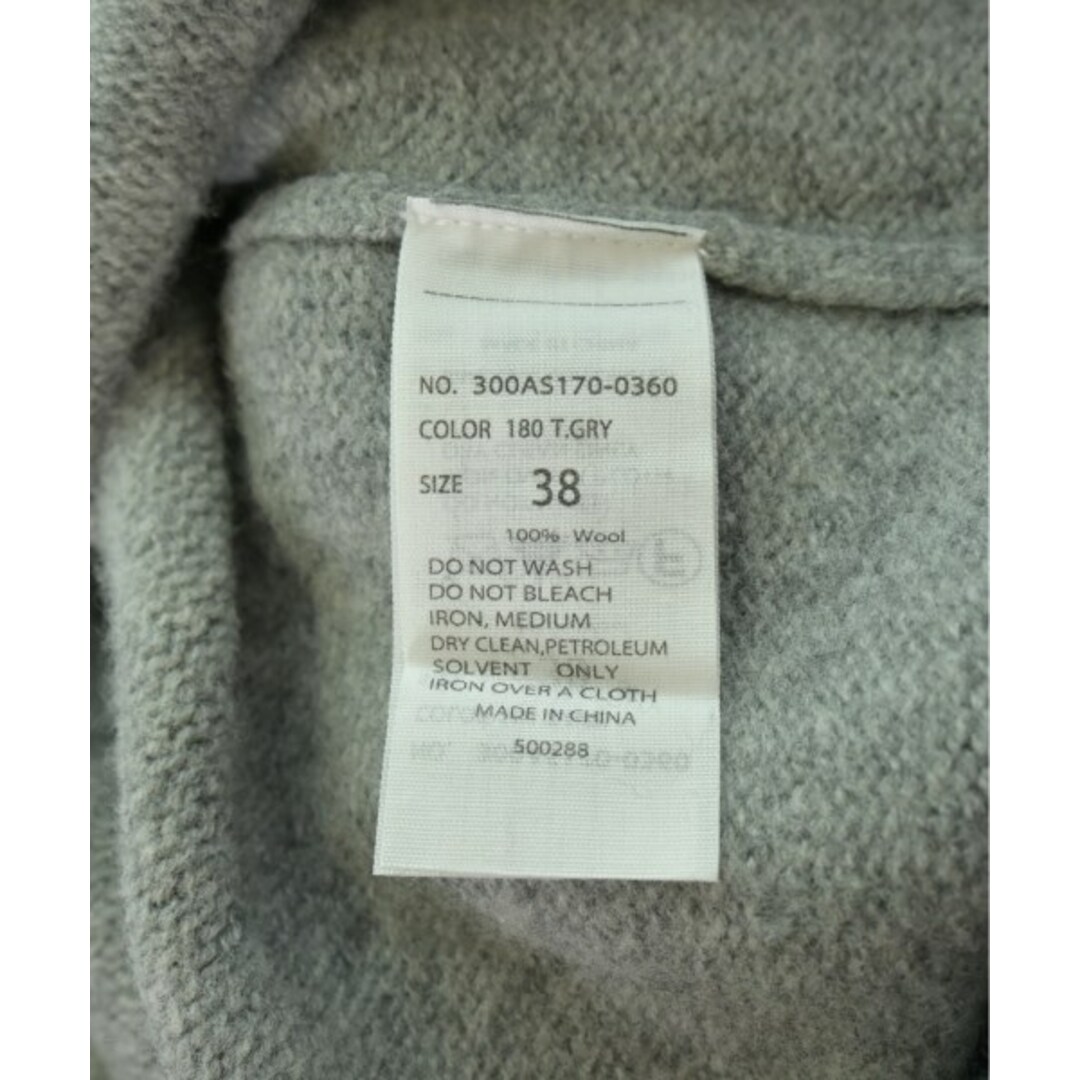 NO. 300AS170-0360
COLOR 180 T.GRY
SIZE 38
100% Wool
DO NOT WASH
DO NOT BLEACH
IRON, MEDIUM
DRY CLEAN,PETROLEUM
SOLVENT ONLY
IRON OVER A CLOTH
MADE IN CHINA
500288